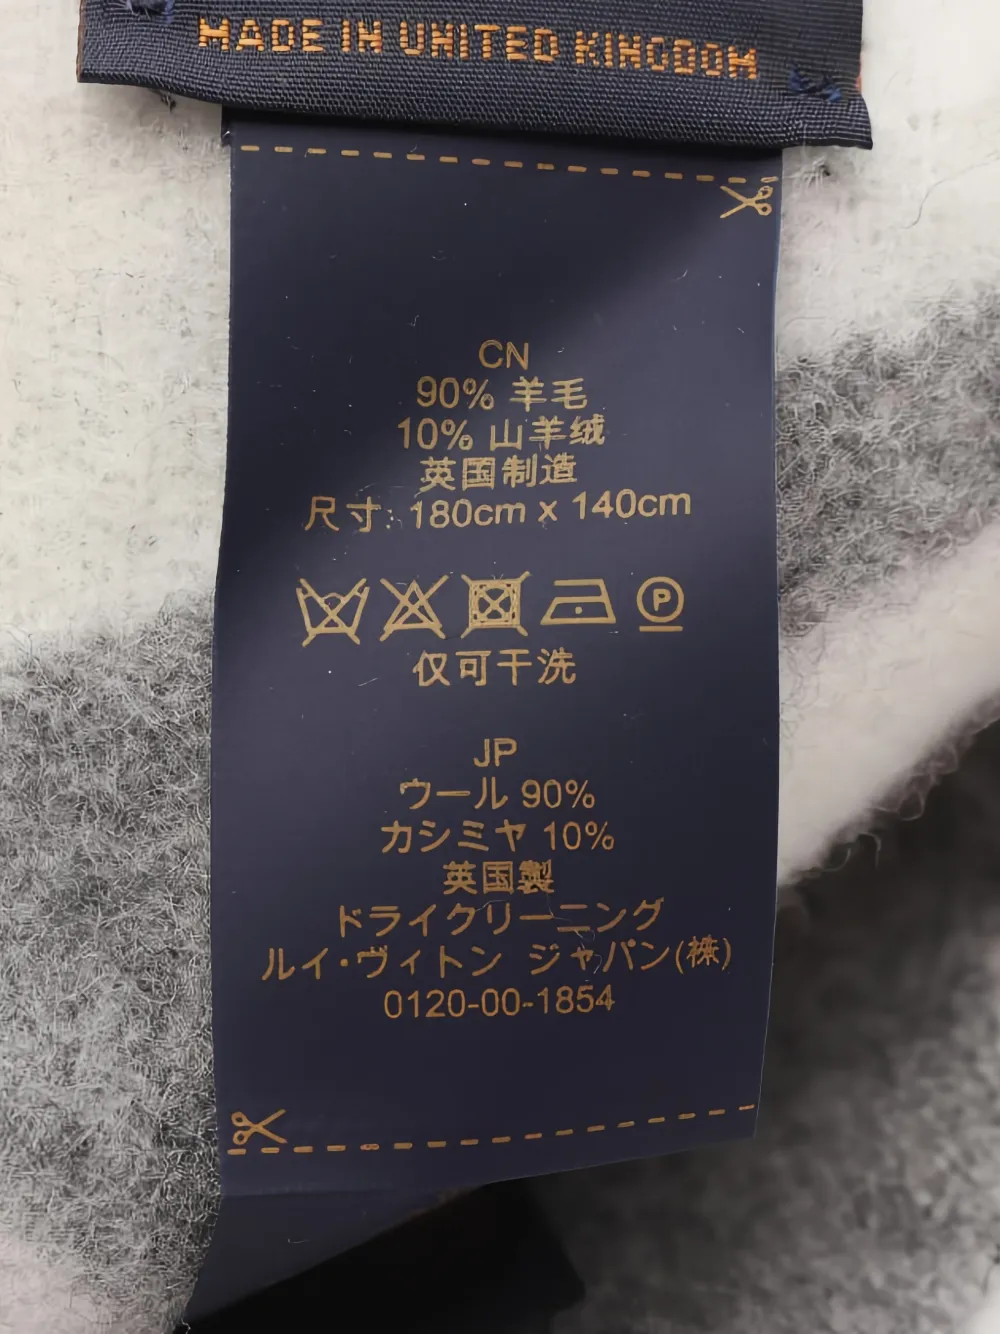 MADE IN UNITED KINGDOM
CN
90% 羊毛
10% 山羊绒
英国制造
尺寸: 180cm x 140cm
P
仅可干洗
JP
ウール 90%
カシミヤ 10%
英国製
ドライクリーニング
ルイ・ヴィトン ジャパン(株)
0120-00-1854